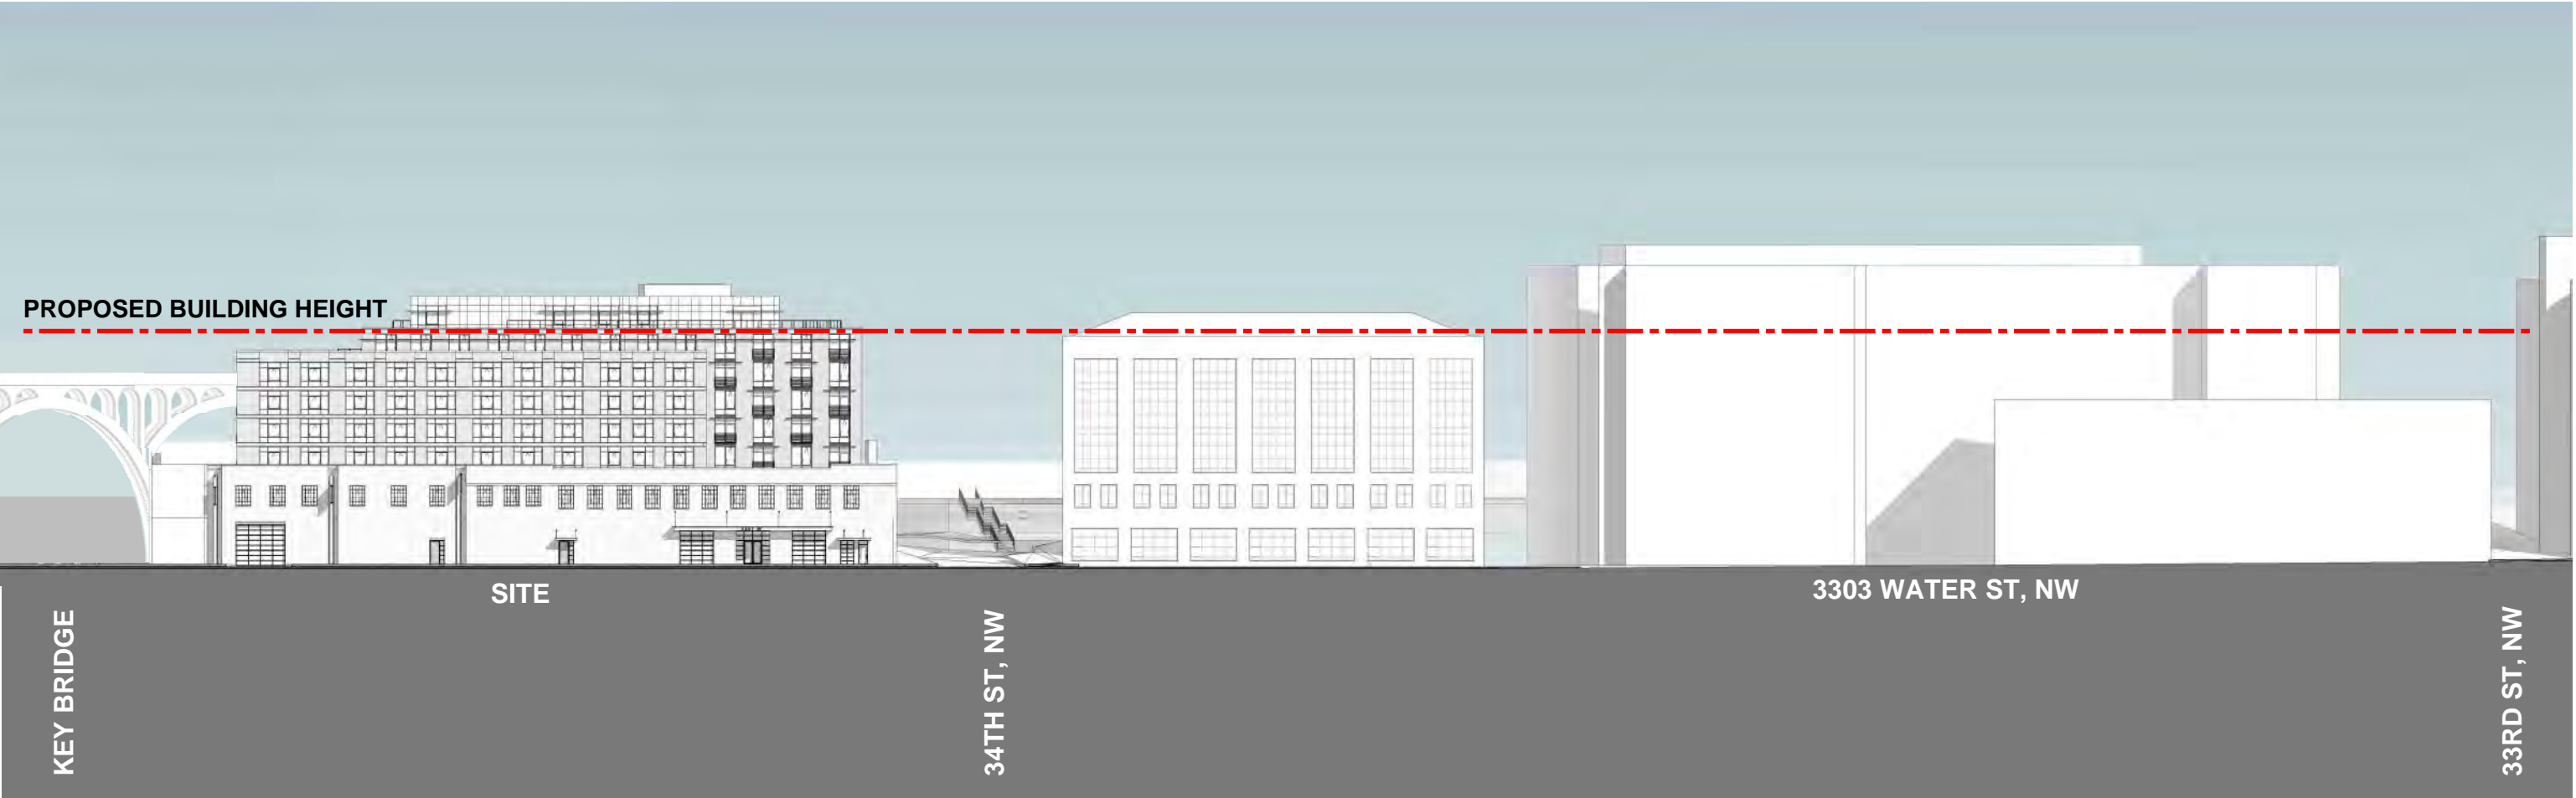 PROPOSED BUILDING HEIGHT
SITE
3303 WATER ST, NW
KEY BRIDGE
34TH ST, NW
33RD ST, NW